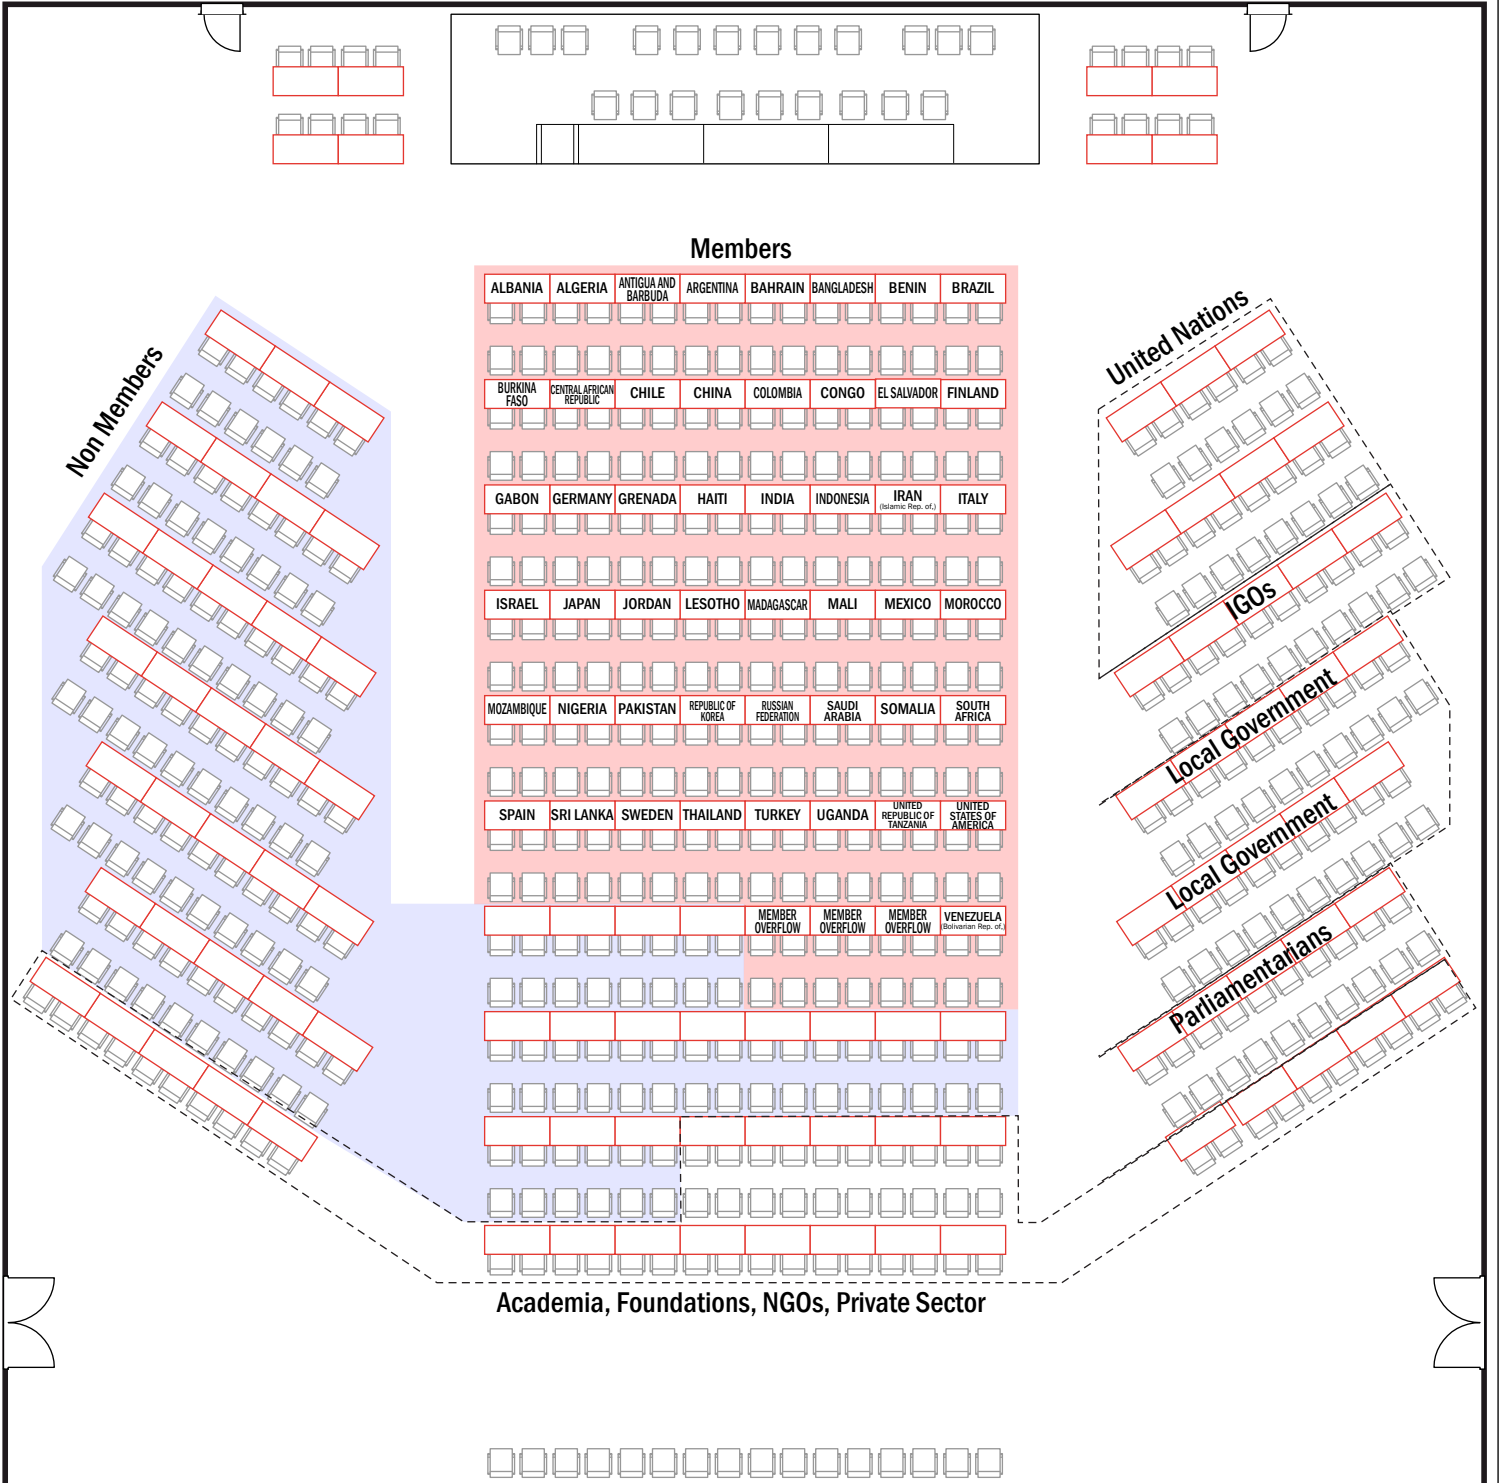 Members
ALBANIA ALGERIA ANTIGUA AND BARBUDA ARGENTINA BAHRAIN BANGLADESH BENIN BRAZIL
BURKINA FASO CENTRAL AFRICAN REPUBLIC CHILE CHINA COLOMBIA CONGO EL SALVADOR FINLAND
GABON GERMANY GRENADA HAITI INDIA INDONESIA IRAN (Islamic Rep. of,) ITALY
ISRAEL JAPAN JORDAN LESOTHO MADAGASCAR MALI MEXICO MOROCCO
MOZAMBIQUE NIGERIA PAKISTAN REPUBLIC OF KOREA RUSSIAN FEDERATION SAUDI ARABIA SOMALIA SOUTH AFRICA
SPAIN SRI LANKA SWEDEN THAILAND TURKEY UGANDA UNITED REPUBLIC OF TANZANIA UNITED STATES OF AMERICA
MEMBER OVERFLOW MEMBER OVERFLOW MEMBER OVERFLOW VENEZUELA (Bolivarian Rep. of,)
Non Members
United Nations
IGOs
Local Government
Local Government
Parliamentarians
Academia, Foundations, NGOs, Private Sector